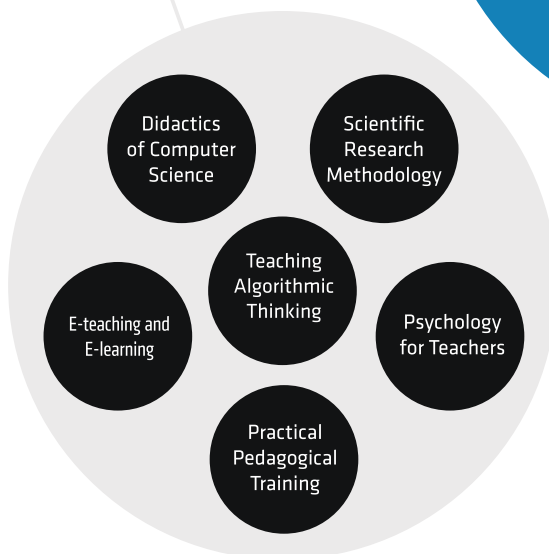 Didactics
of Computer
Science
Scientific
Research
Methodology
Teaching
Algorithmic
Thinking
E-teaching and
E-learning
Psychology
for Teachers
Practical
Pedagogical
Training